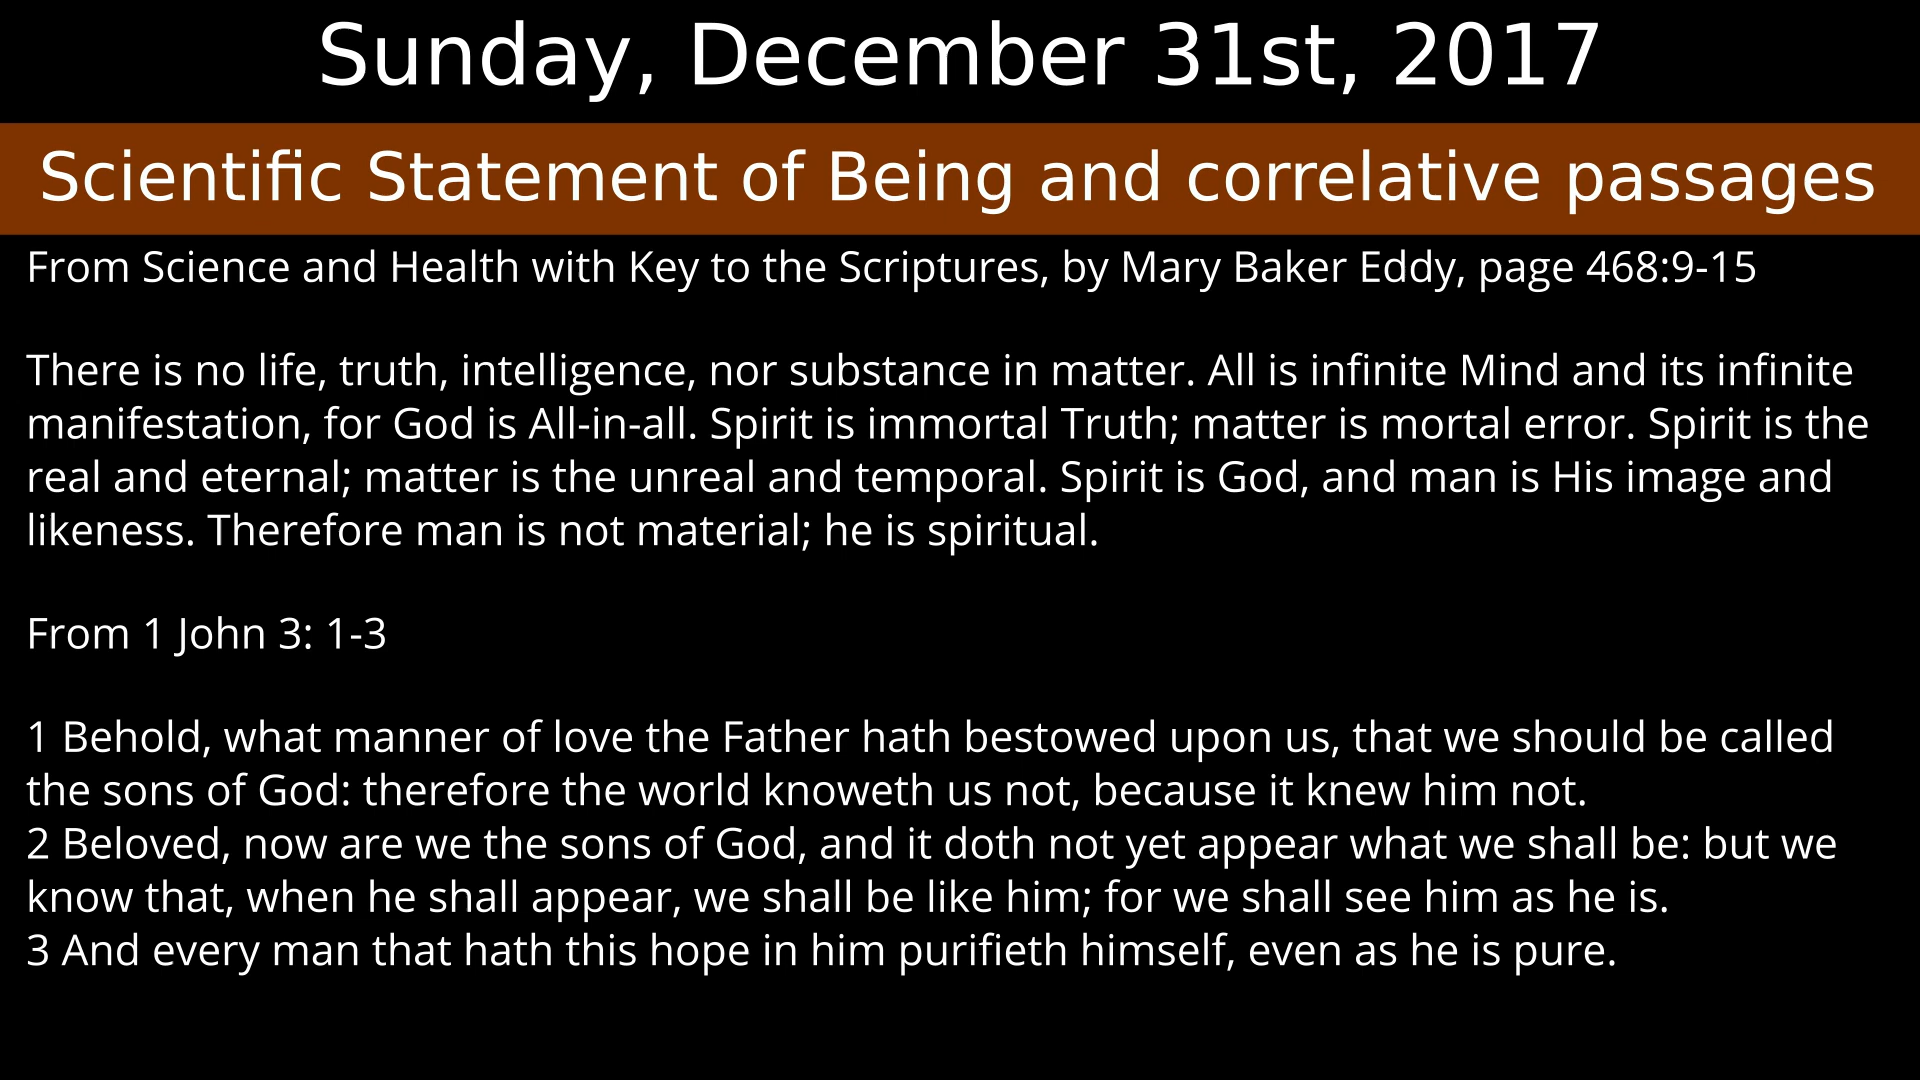 Sunday, December 31st, 2017
Scientific Statement of Being and correlative passages
From Science and Health with Key to the Scriptures, by Mary Baker Eddy, page 468:9-15
There is no life, truth, intelligence, nor substance in matter. All is infinite Mind and its infinite
manifestation, for God is All-in-all. Spirit is immortal Truth; matter is mortal error. Spirit is the
real and eternal; matter is the unreal and temporal. Spirit is God, and man is His image and
likeness. Therefore man is not material; he is spiritual.
From 1 John 3: 1-3
1 Behold, what manner of love the Father hath bestowed upon us, that we should be called
the sons of God: therefore the world knoweth us not, because it knew him not.
2 Beloved, now are we the sons of God, and it doth not yet appear what we shall be: but we
know that, when he shall appear, we shall be like him; for we shall see him as he is.
3 And every man that hath this hope in him purifieth himself, even as he is pure.